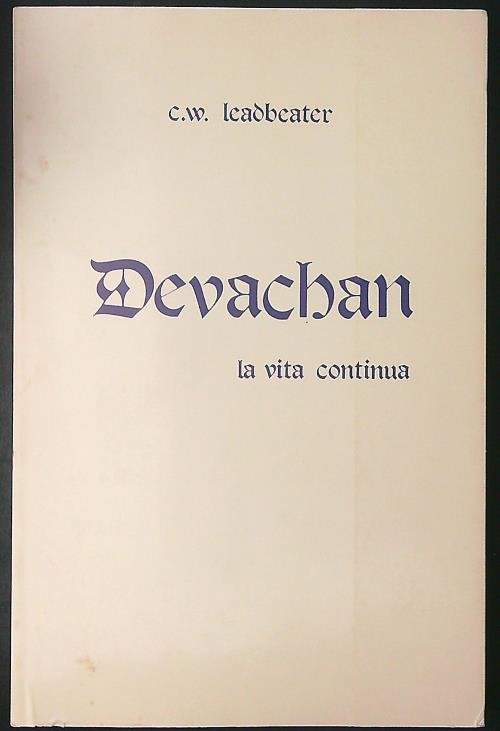 c.w. leadbeater
Devachan
la vita continua